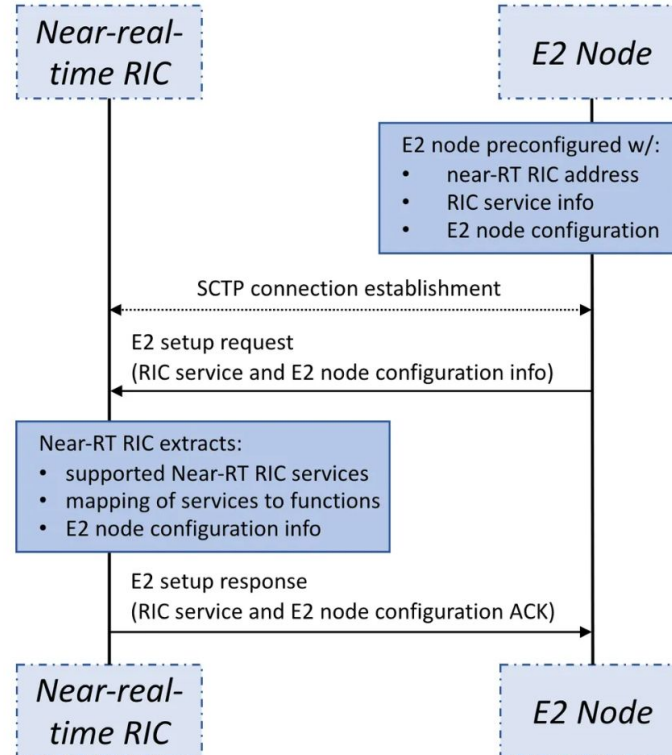 Near-real-
time RIC
E2 Node
E2 node preconfigured w/:
• near-RT RIC address
• RIC service info
• E2 node configuration
SCTP connection establishment
E2 setup request
(RIC service and E2 node configuration info)
Near-RT RIC extracts:
• supported Near-RT RIC services
• mapping of services to functions
• E2 node configuration info
E2 setup response
(RIC service and E2 node configuration ACK)
Near-real-
time RIC
E2 Node